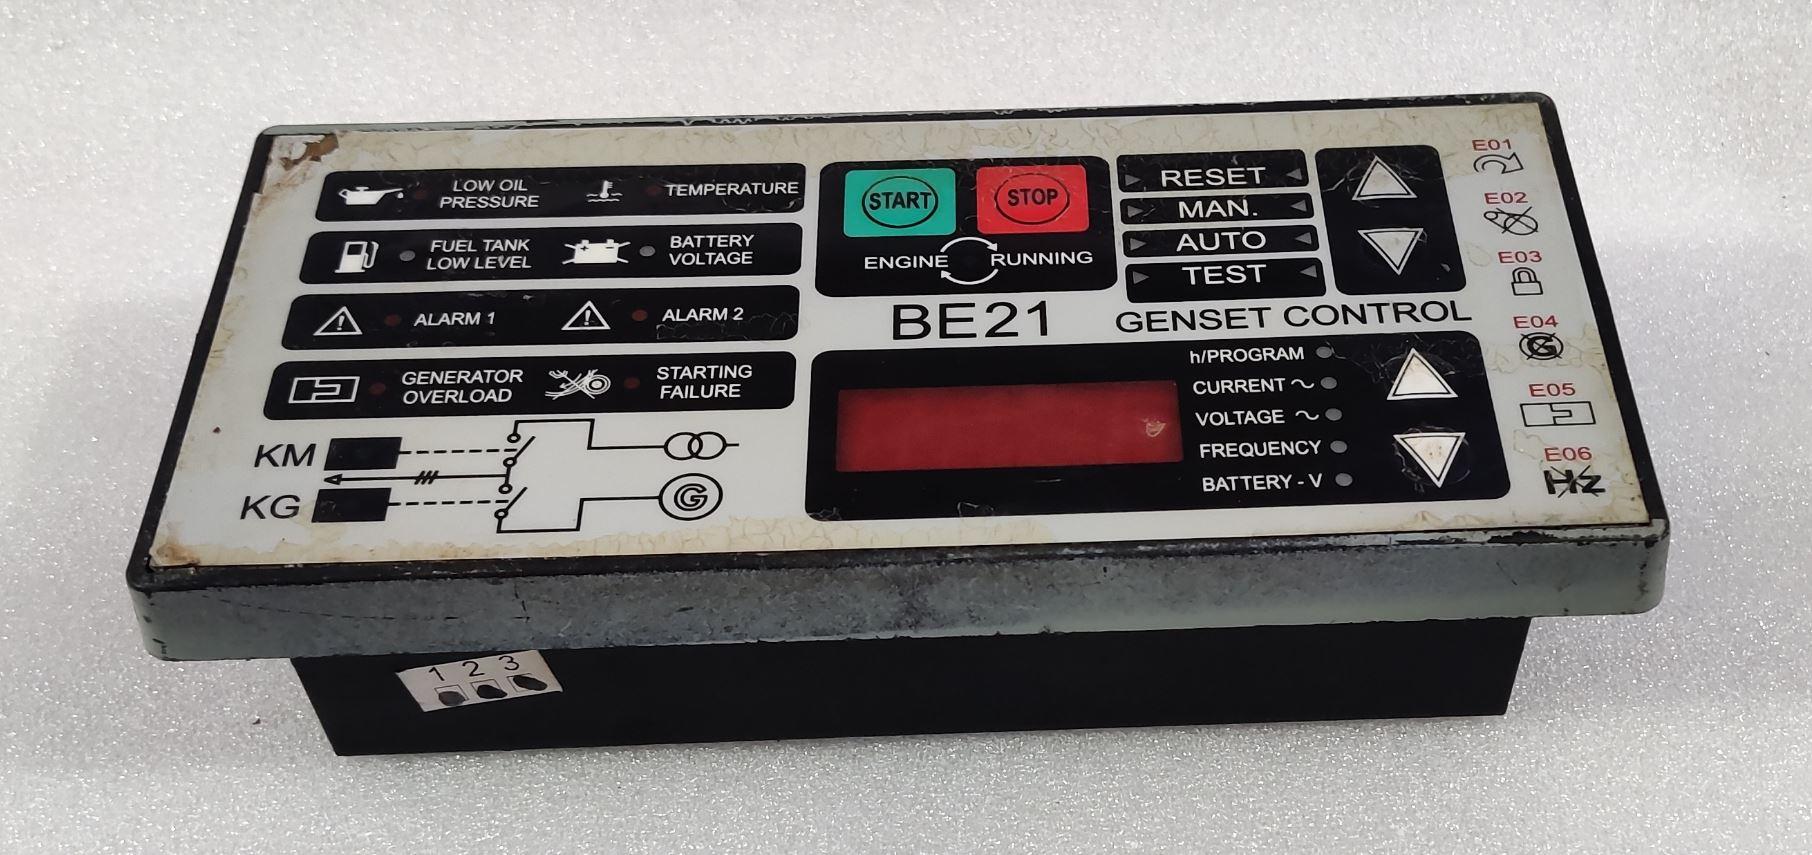 LOW OIL
PRESSURE
TEMPERATURE
FUEL TANK
LOW LEVEL
BATTERY
VOLTAGE
ALARM 1
ALARM 2
GENERATOR
OVERLOAD
STARTING
FAILURE
KM
KG
G
START
STOP
ENGINE RUNNING
RESET
MAN.
AUTO
TEST
BE21 GENSET CONTROL
h/PROGRAM
CURRENT ~
VOLTAGE ~
FREQUENCY
BATTERY - V
E01
E02
E03
E04
G
E05
E06
Hz
1 2 3